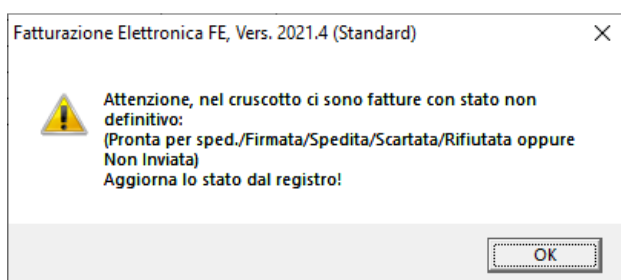 Fatturazione Elettronica FE, Vers. 2021.4 (Standard)
Attenzione, nel cruscotto ci sono fatture con stato non
definitivo:
(Pronta per sped./Firmata/Spedita/Scartata/Rifiutata oppure
Non Inviata)
Aggiorna lo stato dal registro!
OK